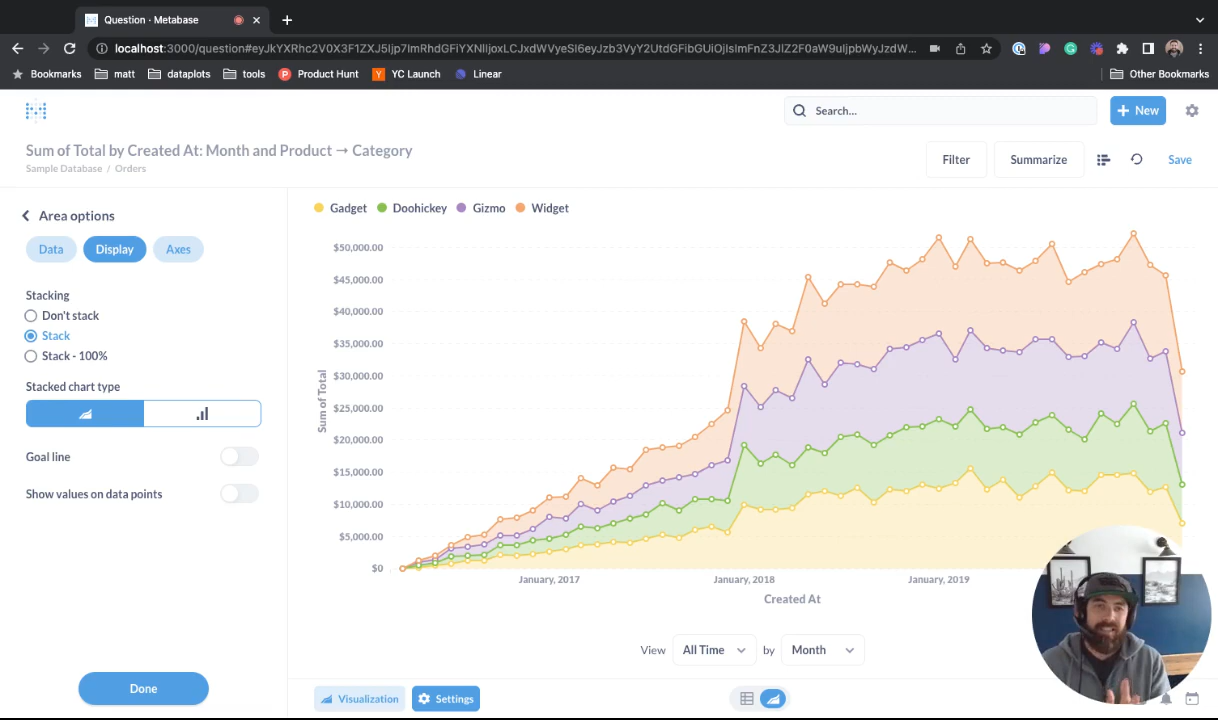 Question · Metabase
localhost:3000/question#eyJkYXRhc2V0X3F1ZXJ5Ijp7ImRhdGFiYXNlIjoxLCJxdWVyeSI6eyJzb3VyY2UtdGFibGUiOjIsImFnZ3JlZ2F0aW9uIjpbWyJzdW...
Bookmarks matt dataplots tools Product Hunt YC Launch Linear Other Bookmarks
Search...
+ New
Sum of Total by Created At: Month and Product → Category
Sample Database / Orders
Filter Summarize Save
Area options
Data Display Axes
Stacking
Don't stack
Stack
Stack - 100%
Stacked chart type
Goal line
Show values on data points
Done
Gadget Doohickey Gizmo Widget
$50,000.00
$45,000.00
$40,000.00
$35,000.00
$30,000.00
$25,000.00
$20,000.00
$15,000.00
$10,000.00
$5,000.00
$0
Sum of Total
January, 2017 January, 2018 January, 2019
Created At
View All Time by Month
Visualization Settings